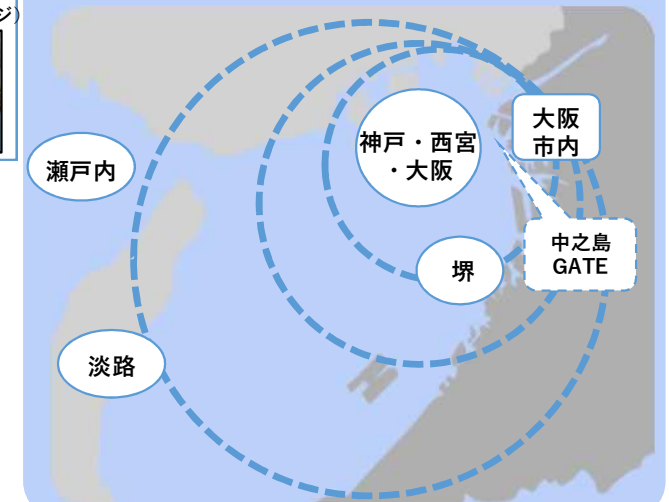 ジ)
神戸・西宮
・大阪
大阪
市内
瀬戸内
中之島
GATE
堺
淡路